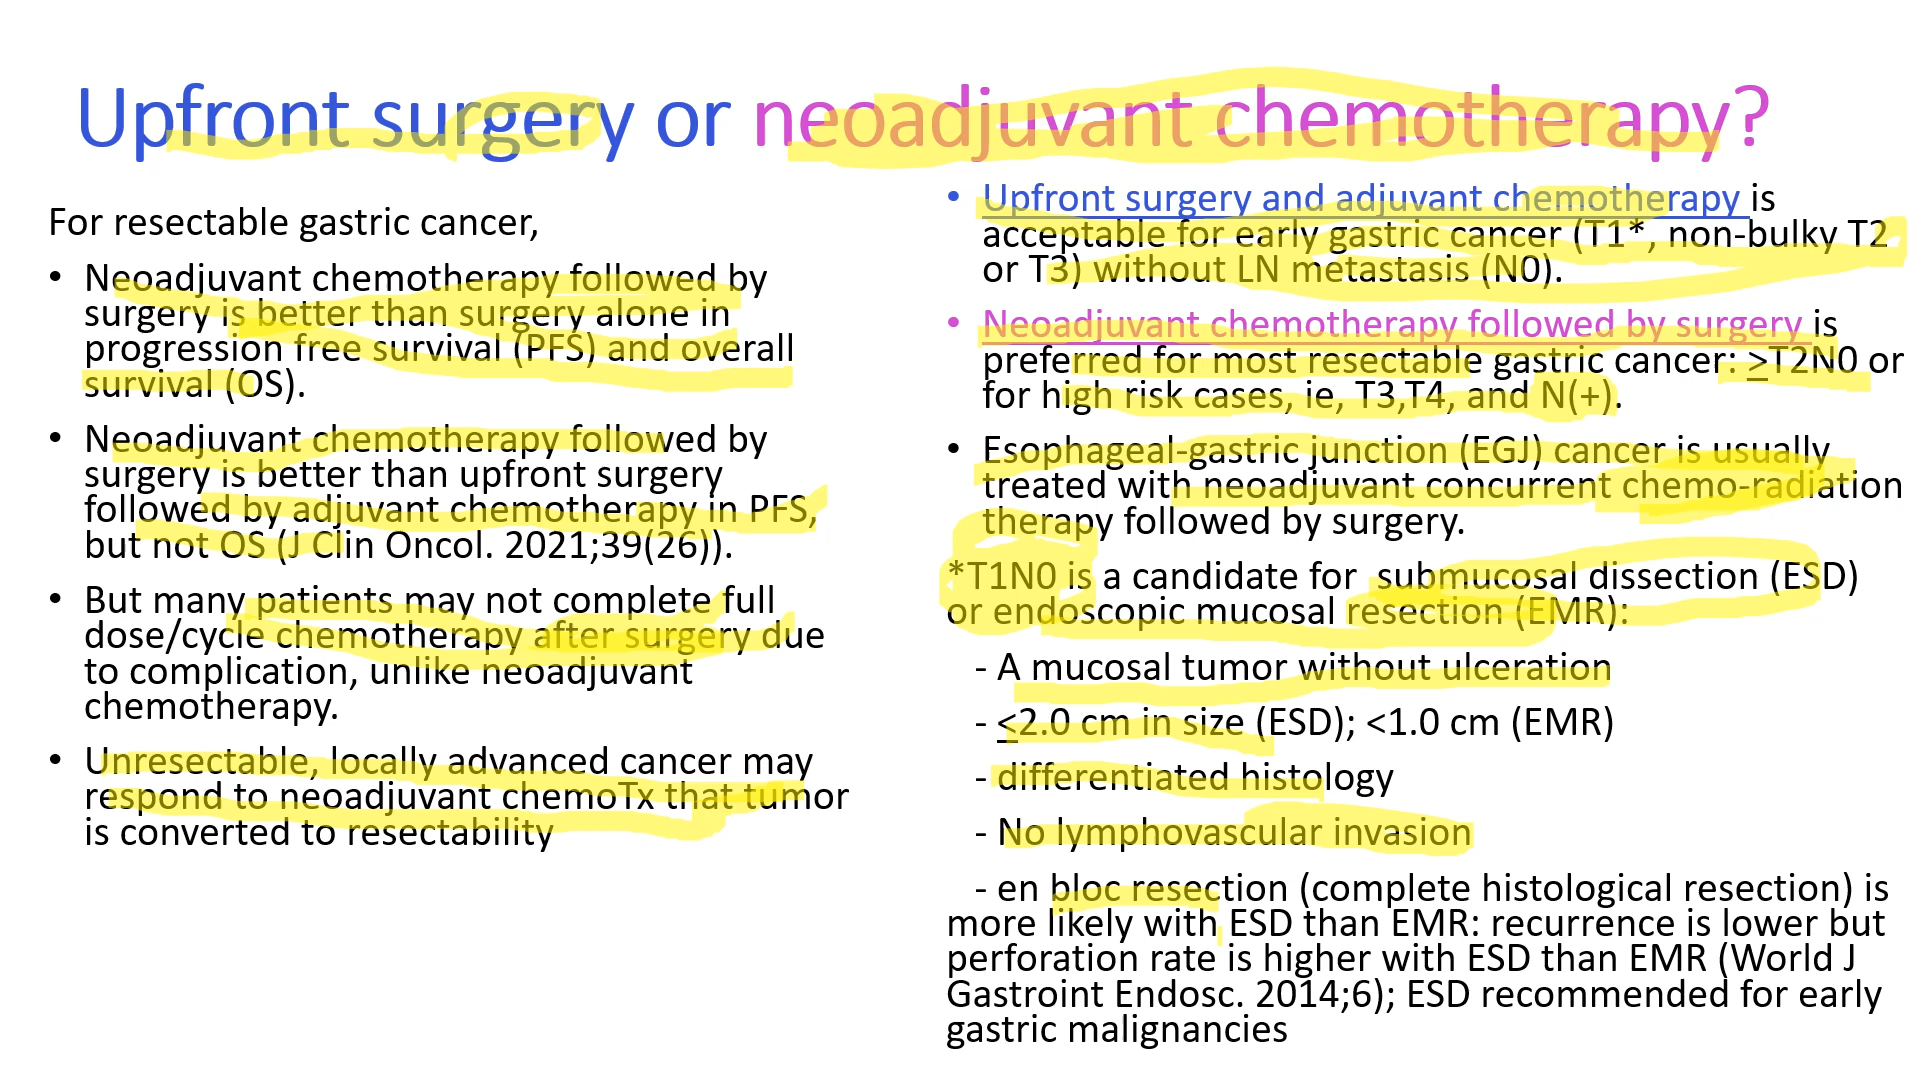 Upfront surgery or neoadjuvant chemotherapy?
For resectable gastric cancer,
• Neoadjuvant chemotherapy followed by
surgery is better than surgery alone in
progression free survival (PFS) and overall
survival (OS).
• Neoadjuvant chemotherapy followed by
surgery is better than upfront surgery
followed by adjuvant chemotherapy in PFS,
but not OS (J Clin Oncol. 2021;39(26)).
• But many patients may not complete full
dose/cycle chemotherapy after surgery due
to complication, unlike neoadjuvant
chemotherapy.
• Unresectable, locally advanced cancer may
respond to neoadjuvant chemoTx that tumor
is converted to resectability
• Upfront surgery and adjuvant chemotherapy is
acceptable for early gastric cancer (T1*, non-bulky T2
or T3) without LN metastasis (N0).
• Neoadjuvant chemotherapy followed by surgery is
preferred for most resectable gastric cancer: >T2N0 or
for high risk cases, ie, T3,T4, and N(+).
• Esophageal-gastric junction (EGJ) cancer is usually
treated with neoadjuvant concurrent chemo-radiation
therapy followed by surgery.
*T1N0 is a candidate for submucosal dissection (ESD)
or endoscopic mucosal resection (EMR):
- A mucosal tumor without ulceration
- <2.0 cm in size (ESD); <1.0 cm (EMR)
- differentiated histology
- No lymphovascular invasion
- en bloc resection (complete histological resection) is
more likely with ESD than EMR: recurrence is lower but
perforation rate is higher with ESD than EMR (World J
Gastroint Endosc. 2014;6); ESD recommended for early
gastric malignancies